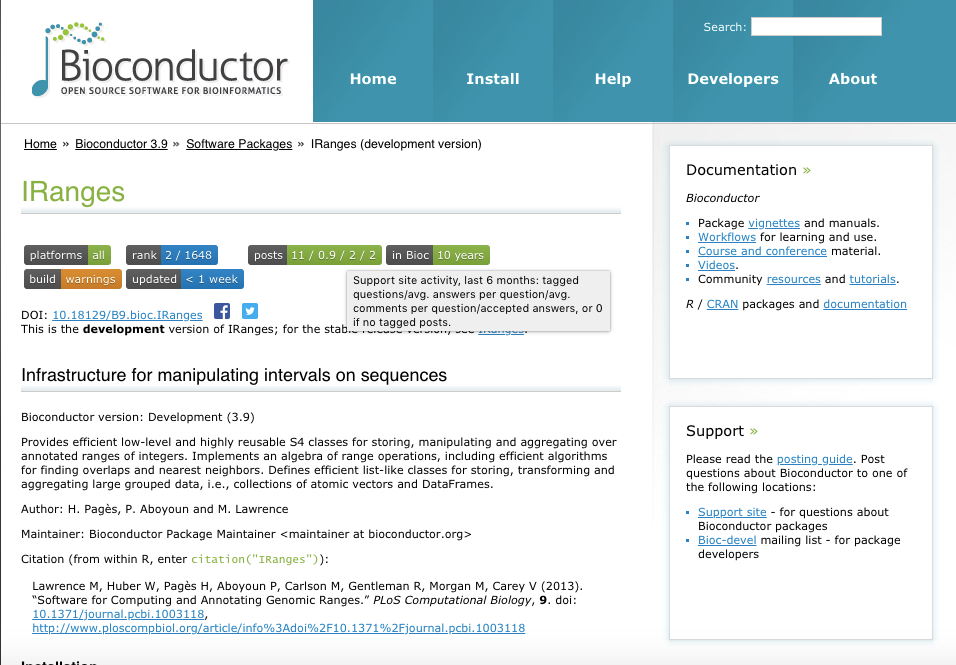 Bioconductor
OPEN SOURCE SOFTWARE FOR BIOINFORMATICS
Search:
Home Install Help Developers About
Home » Bioconductor 3.9 » Software Packages » IRanges (development version)
IRanges
platforms all rank 2 / 1648 posts 11 / 0.9 / 2 / 2 in Bioc 10 years
build warnings updated < 1 week
Support site activity, last 6 months: tagged
questions/avg. answers per question/avg.
comments per question/accepted answers, or 0
if no tagged posts.
DOI: 10.18129/B9.bioc.IRanges
This is the development version of IRanges; for the stable release version, see IRanges.
Infrastructure for manipulating intervals on sequences
Bioconductor version: Development (3.9)
Provides efficient low-level and highly reusable S4 classes for storing, manipulating and aggregating over
annotated ranges of integers. Implements an algebra of range operations, including efficient algorithms
for finding overlaps and nearest neighbors. Defines efficient list-like classes for storing, transforming and
aggregating large grouped data, i.e., collections of atomic vectors and DataFrames.
Author: H. Pagès, P. Aboyoun and M. Lawrence
Maintainer: Bioconductor Package Maintainer <maintainer at bioconductor.org>
Citation (from within R, enter citation("IRanges")):
Lawrence M, Huber W, Pagès H, Aboyoun P, Carlson M, Gentleman R, Morgan M, Carey V (2013).
“Software for Computing and Annotating Genomic Ranges.” PLoS Computational Biology, 9. doi:
10.1371/journal.pcbi.1003118,
http://www.ploscompbiol.org/article/info%3Adoi%2F10.1371%2Fjournal.pcbi.1003118
Installation
Documentation »
Bioconductor
Package vignettes and manuals.
Workflows for learning and use.
Course and conference material.
Videos.
Community resources and tutorials.
R / CRAN packages and documentation
Support »
Please read the posting guide. Post
questions about Bioconductor to one of
the following locations:
Support site - for questions about
Bioconductor packages
Bioc-devel mailing list - for package
developers